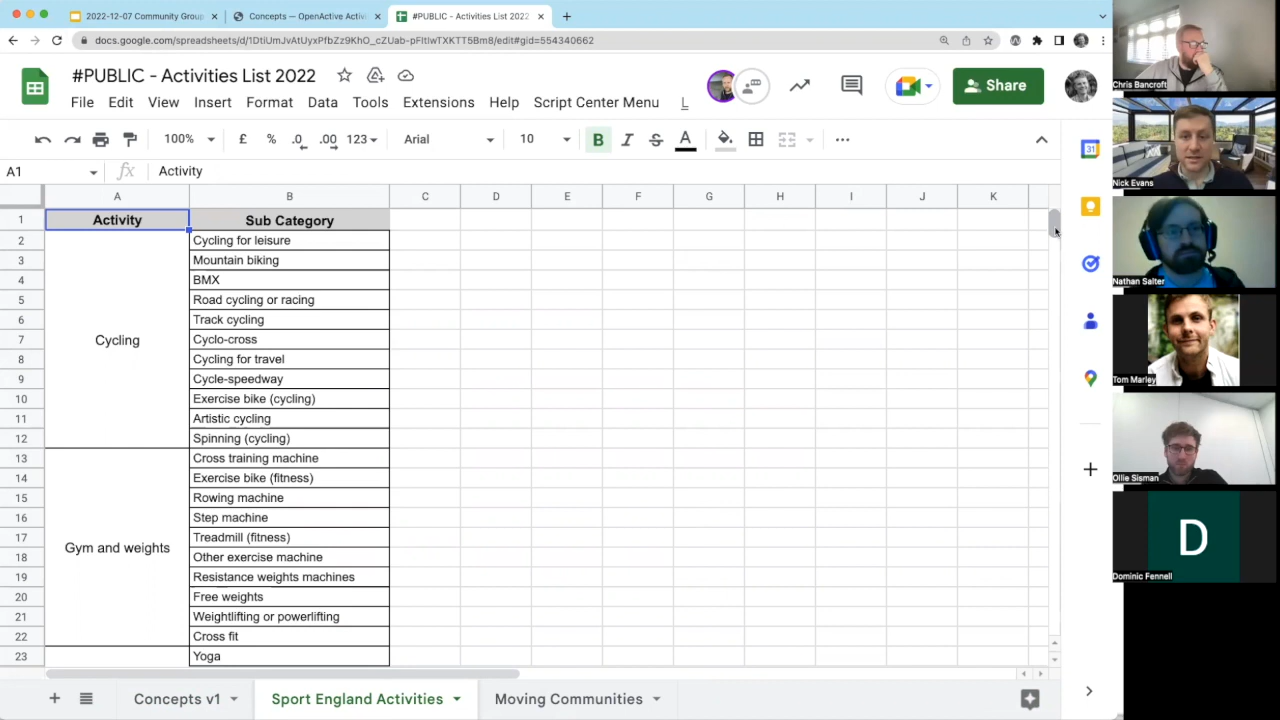 2022-12-07 Community Group
Concepts — OpenActive Activi
#PUBLIC - Activities List 2022
docs.google.com/spreadsheets/d/1DtiUmJvAtUyxPfbZz9KhO_cZUab-pFItlwTXKTT5Bm8/edit#gid=554340662
#PUBLIC - Activities List 2022
Share
File Edit View Insert Format Data Tools Extensions Help Script Center Menu L
100% £ % .0 .00 123 Arial 10 B I S A
A1 fx Activity
A B C D E F G H I J K
1 Activity Sub Category
2 Cycling for leisure
3 Mountain biking
4 BMX
5 Road cycling or racing
6 Track cycling
7 Cycling Cyclo-cross
8 Cycling for travel
9 Cycle-speedway
10 Exercise bike (cycling)
11 Artistic cycling
12 Spinning (cycling)
13 Cross training machine
14 Exercise bike (fitness)
15 Rowing machine
16 Step machine
17 Gym and weights Treadmill (fitness)
18 Other exercise machine
19 Resistance weights machines
20 Free weights
21 Weightlifting or powerlifting
22 Cross fit
23 Yoga
Concepts v1 Sport England Activities Moving Communities
31
Chris Bancroft
Nick Evans
Nathan Salter
Tom Marley
Ollie Sisman
D
Dominic Fennell